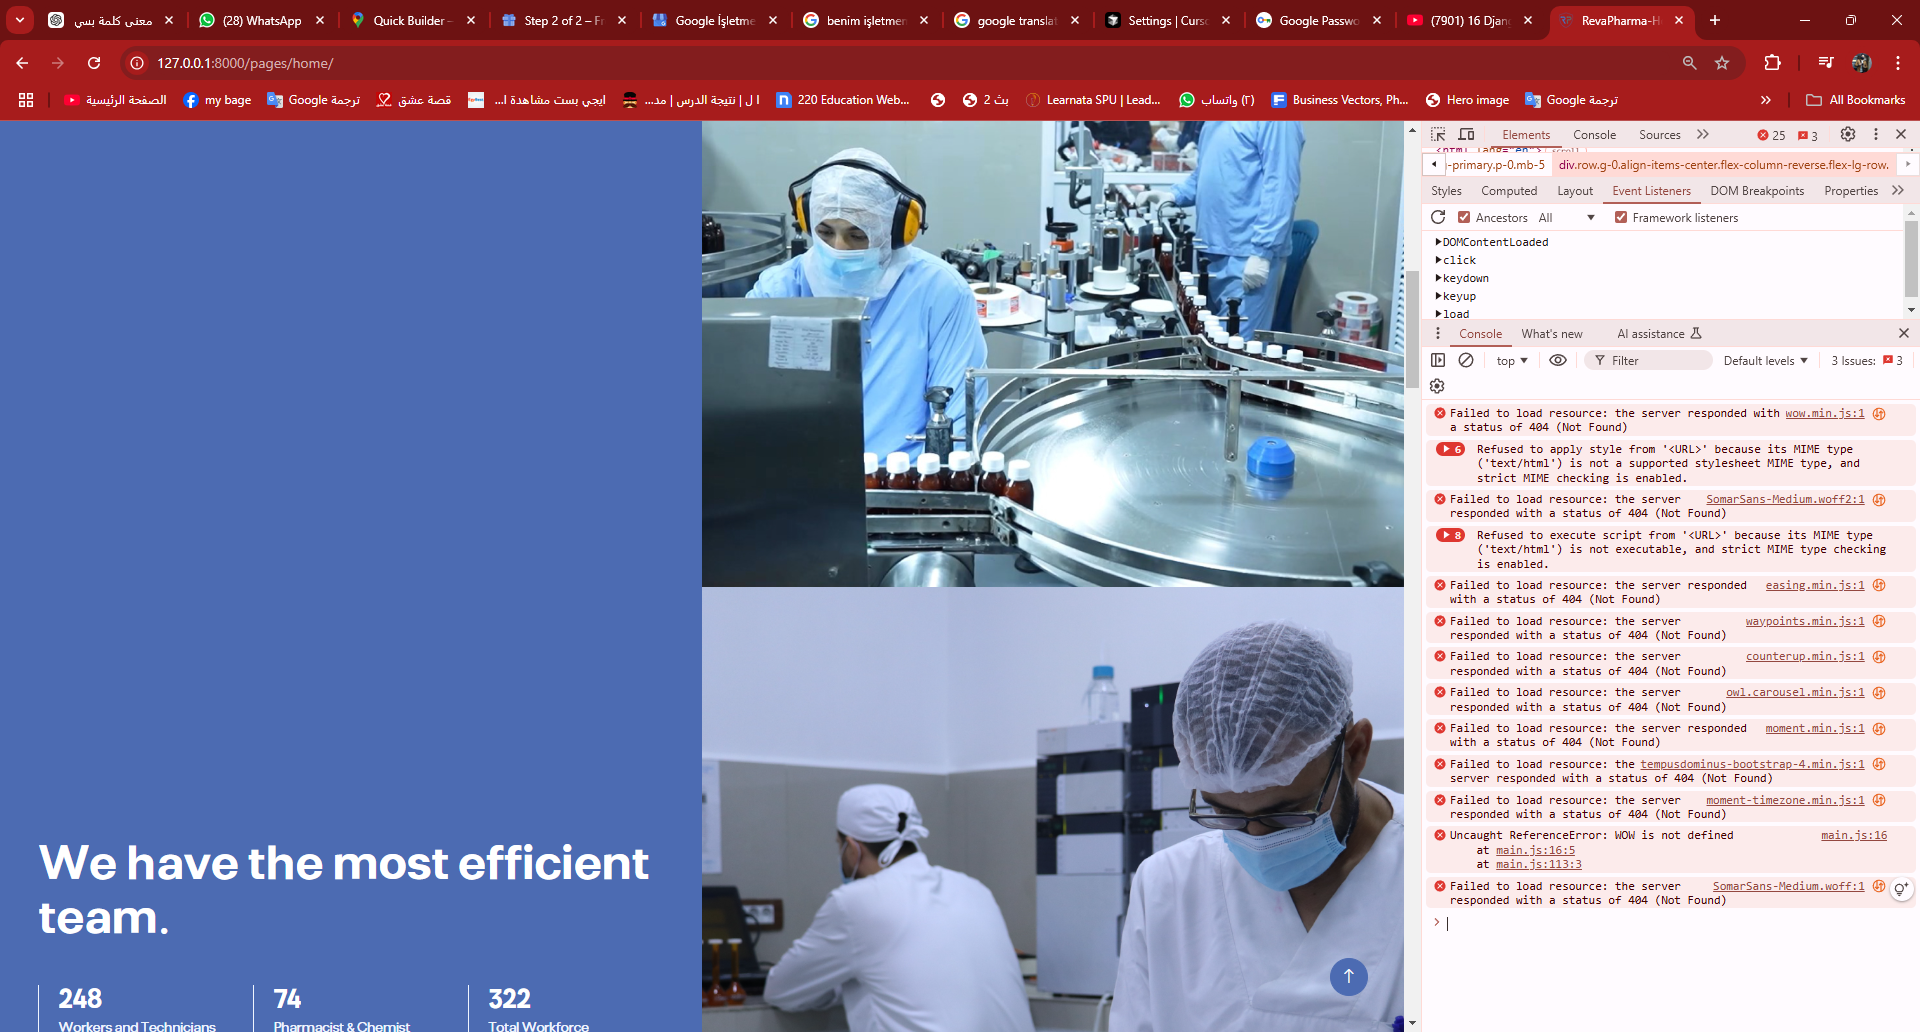 معنى كلمة بسي
(28) WhatsApp
Quick Builder –
Step 2 of 2 – Fr
Google İşletme
benim işletmen
google translat
Settings | Curso
Google Passwo
(7901) 16 Djan
RevaPharma-H
127.0.0.1:8000/pages/home/
الصفحة الرئيسية
my bage
ترجمة Google
قصة عشق
ايجي بست مشاهدة ا...
ا ل | نتيجة الدرس | مد...
220 Education Web...
بث 2
Learnata SPU | Lead...
(٢) واتساب
Business Vectors, Ph...
Hero image
ترجمة Google
All Bookmarks
Elements
Console
Sources
25
3
<html lang="en"> scroll
-primary.p-0.mb-5
div.row.g-0.align-items-center.flex-column-reverse.flex-lg-row.
Styles
Computed
Layout
Event Listeners
DOM Breakpoints
Properties
Ancestors
All
Framework listeners
DOMContentLoaded
click
keydown
keyup
load
Console
What's new
AI assistance
top
Filter
Default levels
3 Issues:
3
Failed to load resource: the server responded with wow.min.js:1
a status of 404 (Not Found)
6 Refused to apply style from '<URL>' because its MIME type
('text/html') is not a supported stylesheet MIME type, and
strict MIME checking is enabled.
Failed to load resource: the server SomarSans-Medium.woff2:1
responded with a status of 404 (Not Found)
8 Refused to execute script from '<URL>' because its MIME type
('text/html') is not executable, and strict MIME type checking
is enabled.
Failed to load resource: the server responded easing.min.js:1
with a status of 404 (Not Found)
Failed to load resource: the server waypoints.min.js:1
responded with a status of 404 (Not Found)
Failed to load resource: the server counterup.min.js:1
responded with a status of 404 (Not Found)
Failed to load resource: the server owl.carousel.min.js:1
responded with a status of 404 (Not Found)
Failed to load resource: the server responded moment.min.js:1
with a status of 404 (Not Found)
Failed to load resource: the tempusdominus-bootstrap-4.min.js:1
server responded with a status of 404 (Not Found)
Failed to load resource: the server moment-timezone.min.js:1
responded with a status of 404 (Not Found)
Uncaught ReferenceError: WOW is not defined main.js:16
at main.js:16:5
at main.js:113:3
Failed to load resource: the server SomarSans-Medium.woff:1
responded with a status of 404 (Not Found)
We have the most efficient
team.
248
Workers and Technicians
74
Pharmacist & Chemist
322
Total Workforce